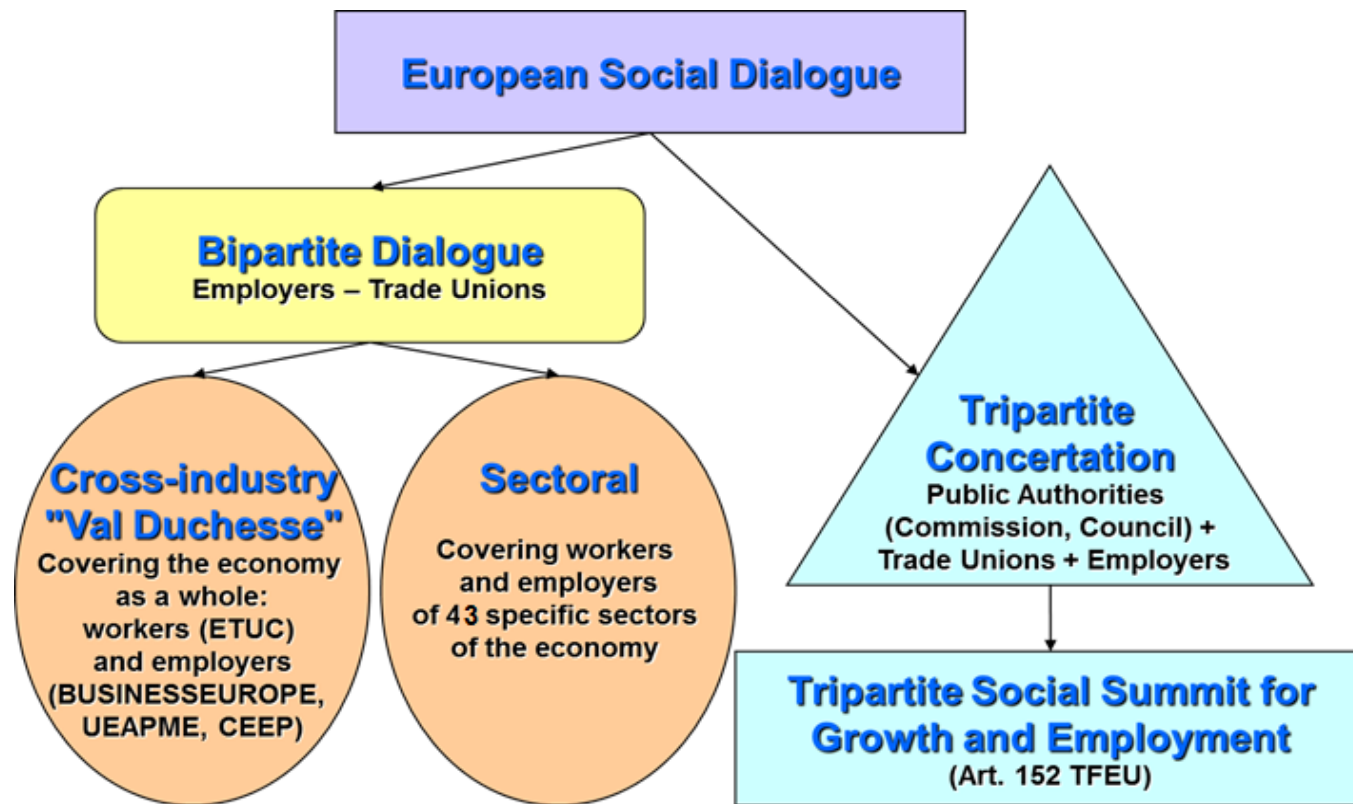 European Social Dialogue
Bipartite Dialogue
Employers – Trade Unions
Cross-industry
"Val Duchesse"
Covering the economy
as a whole:
workers (ETUC)
and employers
(BUSINESSEUROPE,
UEAPME, CEEP)
Sectoral
Covering workers
and employers
of 43 specific sectors
of the economy
Tripartite
Concertation
Public Authorities
(Commission, Council) +
Trade Unions + Employers
Tripartite Social Summit for
Growth and Employment
(Art. 152 TFEU)